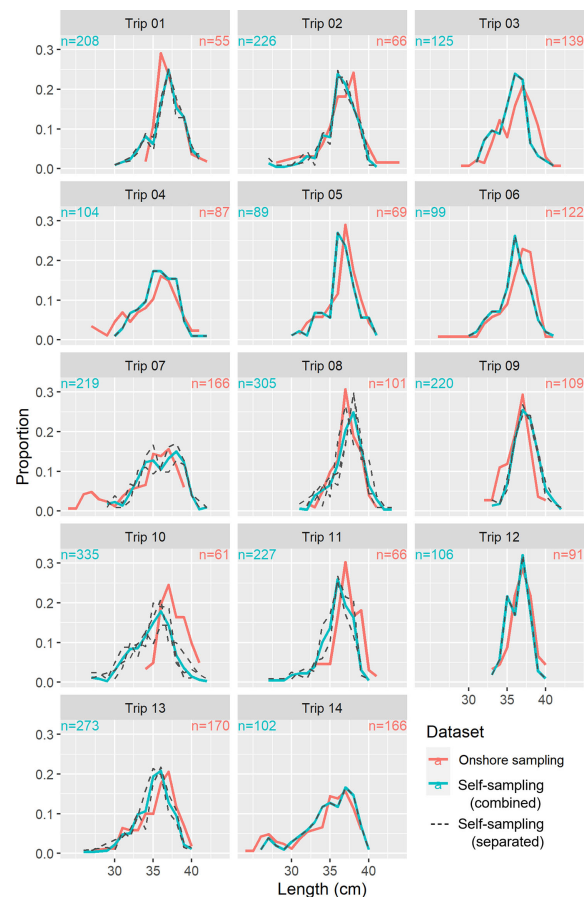 Trip 01 Trip 02 Trip 03
n=208 n=55 n=226 n=66 n=125 n=139
0.3
0.2
0.1
0.0
Trip 04 Trip 05 Trip 06
n=104 n=87 n=89 n=69 n=99 n=122
0.3
0.2
0.1
0.0
Trip 07 Trip 08 Trip 09
n=219 n=166 n=305 n=101 n=220 n=109
0.3
0.2
0.1
0.0
Proportion
Trip 10 Trip 11 Trip 12
n=335 n=61 n=227 n=66 n=106 n=91
0.3
0.2
0.1
0.0
30 35 40
Trip 13 Trip 14
n=273 n=170 n=102 n=166
0.3
0.2
0.1
0.0
30 35 40 30 35 40
Length (cm)
Dataset
a Onshore sampling
a Self-sampling
(combined)
Self-sampling
(separated)